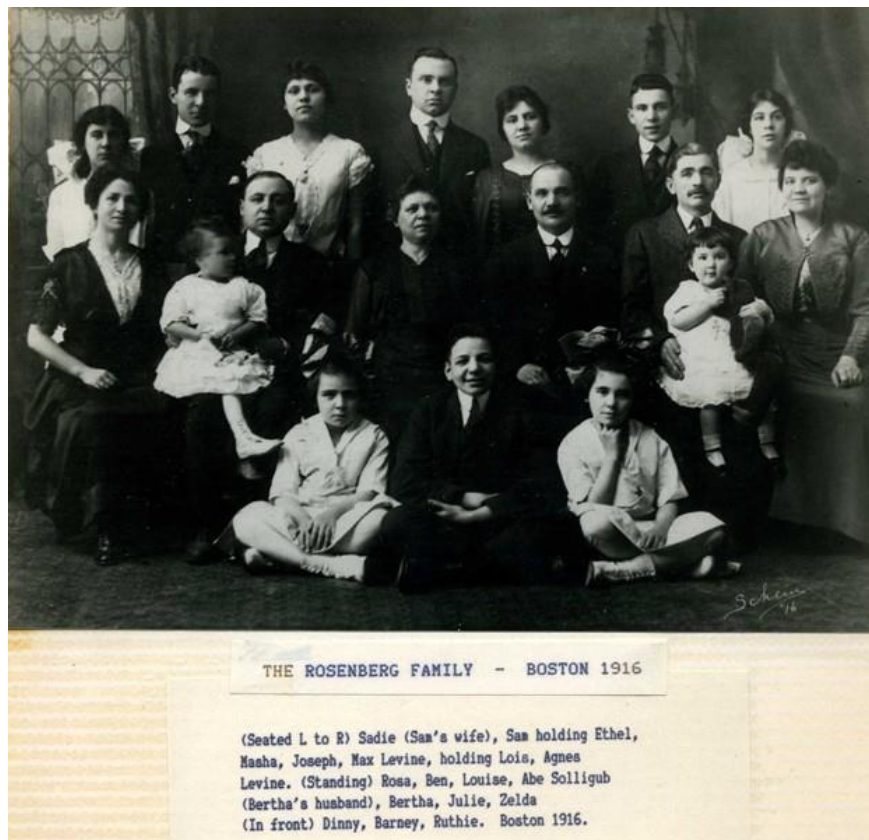 Schein
'16
THE ROSENBERG FAMILY - BOSTON 1916
(Seated L to R) Sadie (Sam's wife), Sam holding Ethel,
Masha, Joseph, Max Levine, holding Lois, Agnes
Levine. (Standing) Rosa, Ben, Louise, Abe Solligub
(Bertha's husband), Bertha, Julie, Zelda
(In front) Dinny, Barney, Ruthie. Boston 1916.